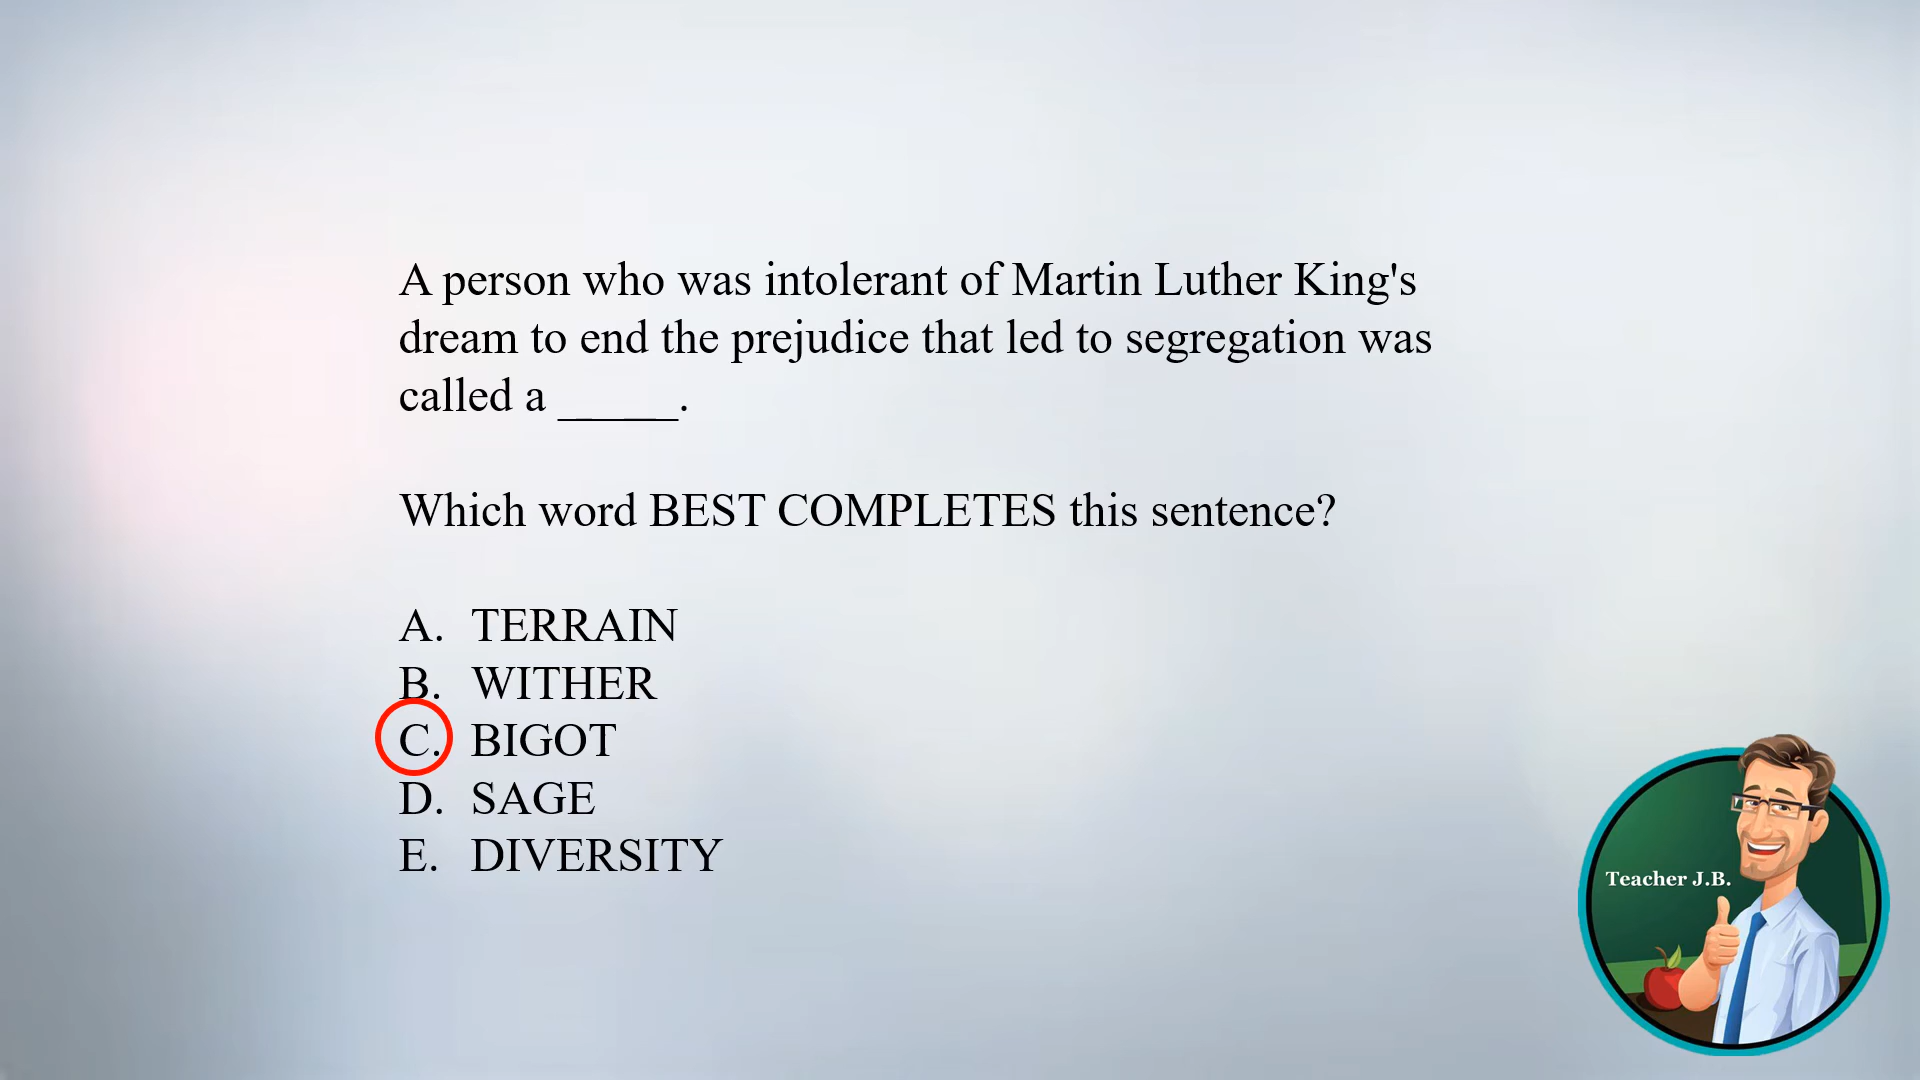 A person who was intolerant of Martin Luther King's
dream to end the prejudice that led to segregation was
called a _____.
Which word BEST COMPLETES this sentence?
A. TERRAIN
B. WITHER
C. BIGOT
D. SAGE
E. DIVERSITY
Teacher J.B.